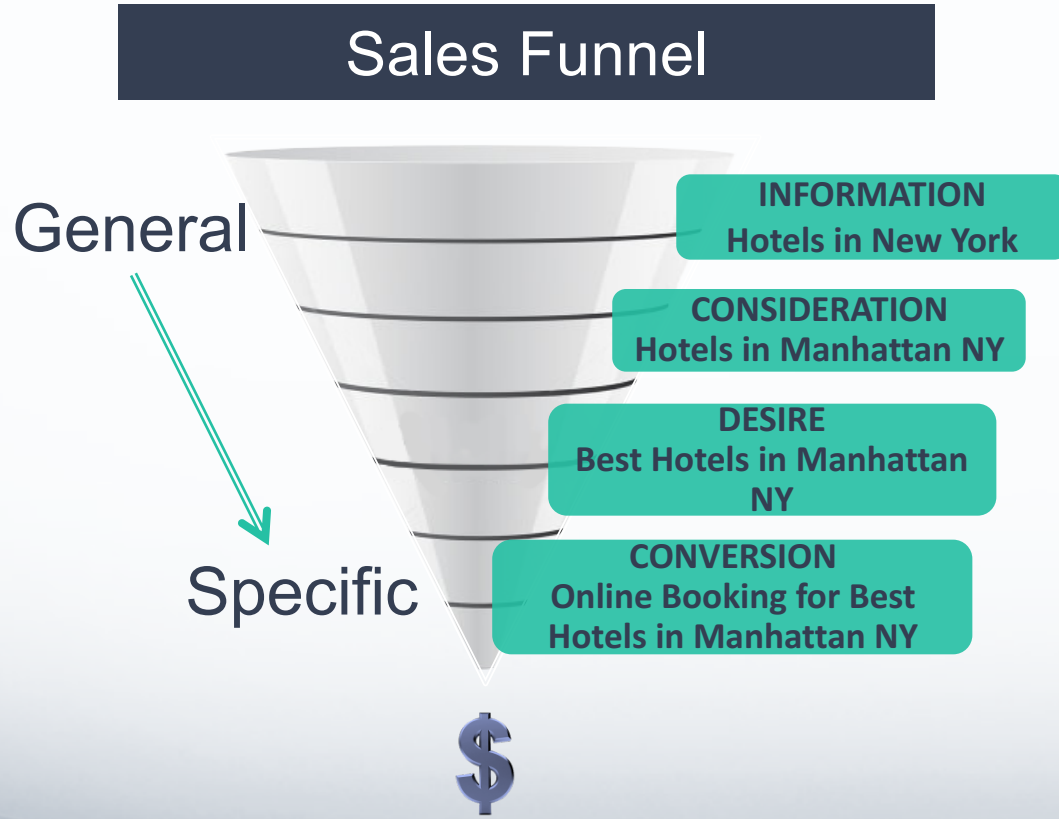 Sales Funnel
General
INFORMATION
Hotels in New York
CONSIDERATION
Hotels in Manhattan NY
DESIRE
Best Hotels in Manhattan
NY
Specific
CONVERSION
Online Booking for Best
Hotels in Manhattan NY
$